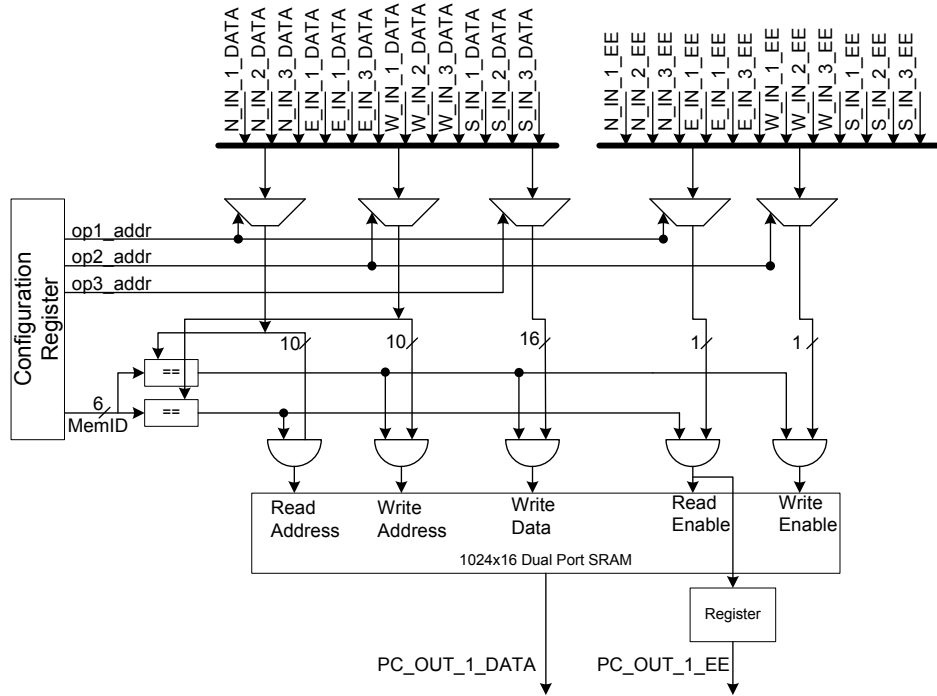 N_IN_1_DATA
N_IN_2_DATA
N_IN_3_DATA
E_IN_1_DATA
E_IN_1_DATA
E_IN_3_DATA
W_IN_1_DATA
W_IN_2_DATA
W_IN_3_DATA
S_IN_1_DATA
S_IN_2_DATA
S_IN_3_DATA
N_IN_1_EE
N_IN_2_EE
N_IN_3_EE
E_IN_1_EE
E_IN_1_EE
E_IN_3_EE
W_IN_1_EE
W_IN_2_EE
W_IN_3_EE
S_IN_1_EE
S_IN_2_EE
S_IN_3_EE
Configuration
Register
op1_addr
op2_addr
op3_addr
10
10
16
1
1
==
6
MemID
==
Read
Address
Write
Address
Write
Data
Read
Enable
Write
Enable
1024x16 Dual Port SRAM
Register
PC_OUT_1_DATA
PC_OUT_1_EE